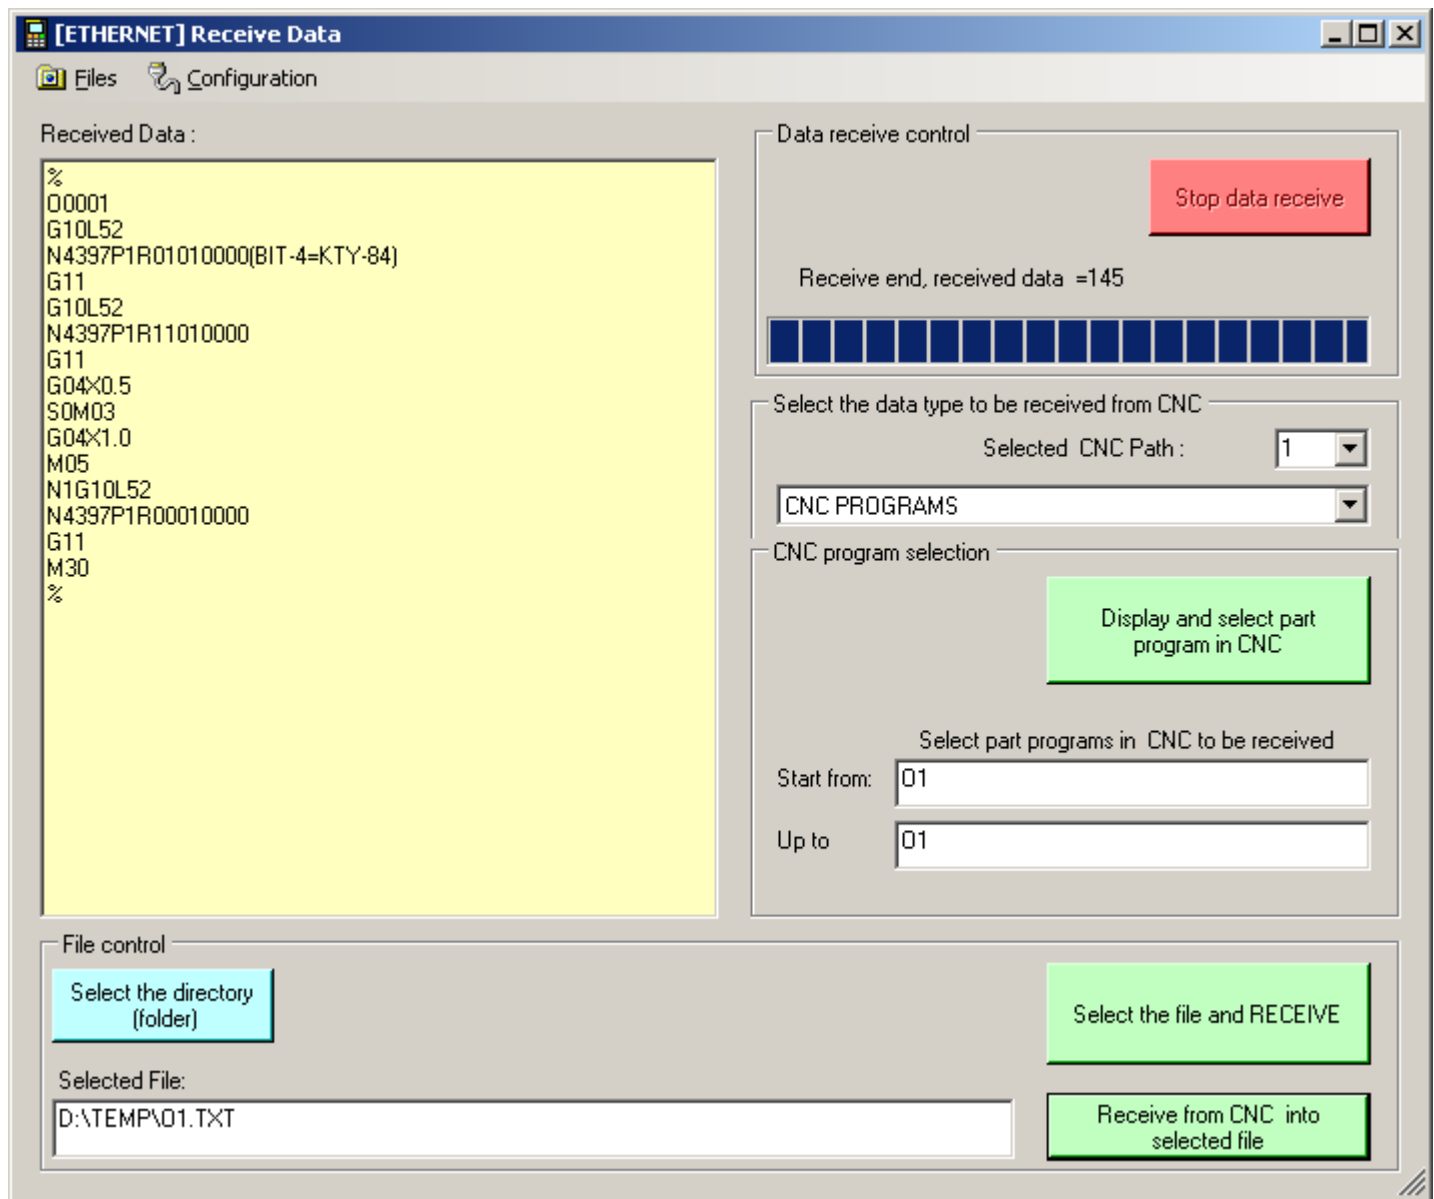 [ETHERNET] Receive Data
Files Configuration
Received Data :
%
O0001
G10L52
N4397P1R01010000(BIT-4=KTY-84)
G11
G10L52
N4397P1R11010000
G11
G04X0.5
S0M03
G04X1.0
M05
N1G10L52
N4397P1R00010000
G11
M30
%
Data receive control
Stop data receive
Receive end, received data =145
Select the data type to be received from CNC
Selected CNC Path :
1
CNC PROGRAMS
CNC program selection
Display and select part
program in CNC
Select part programs in CNC to be received
Start from:
O1
Up to
O1
File control
Select the directory
(folder)
Select the file and RECEIVE
Selected File:
D:\TEMP\O1.TXT
Receive from CNC into
selected file